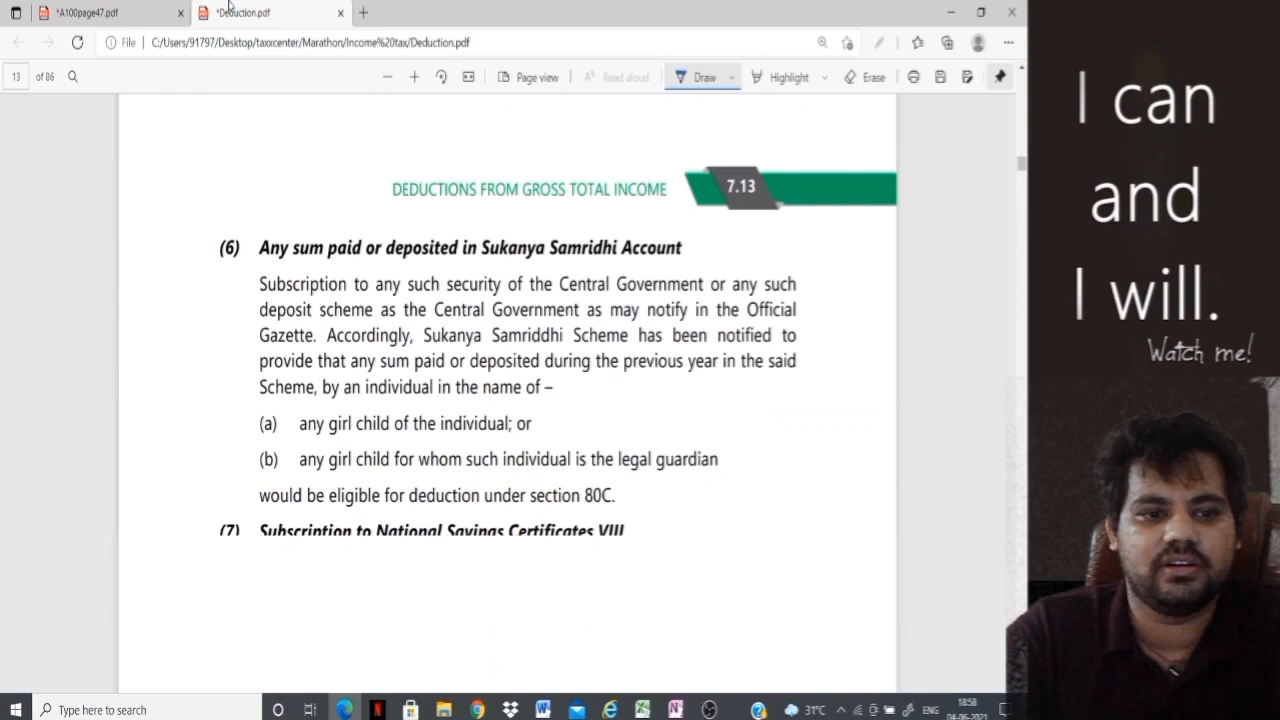 *A100page47.pdf
*Deduction.pdf
File
C:/Users/91797/Desktop/taxxcenter/Marathon/Income%20tax/Deduction.pdf
13 of 86
Page view
Read aloud
Draw
Highlight
Erase
DEDUCTIONS FROM GROSS TOTAL INCOME
7.13
(6) Any sum paid or deposited in Sukanya Samridhi Account
Subscription to any such security of the Central Government or any such
deposit scheme as the Central Government as may notify in the Official
Gazette. Accordingly, Sukanya Samriddhi Scheme has been notified to
provide that any sum paid or deposited during the previous year in the said
Scheme, by an individual in the name of –
(a) any girl child of the individual; or
(b) any girl child for whom such individual is the legal guardian
would be eligible for deduction under section 80C.
(7) Subscription to National Savings Certificates VIII
I can
and
I will.
Watch me!
Type here to search
31°C
ENG
18:58
04-06-2021